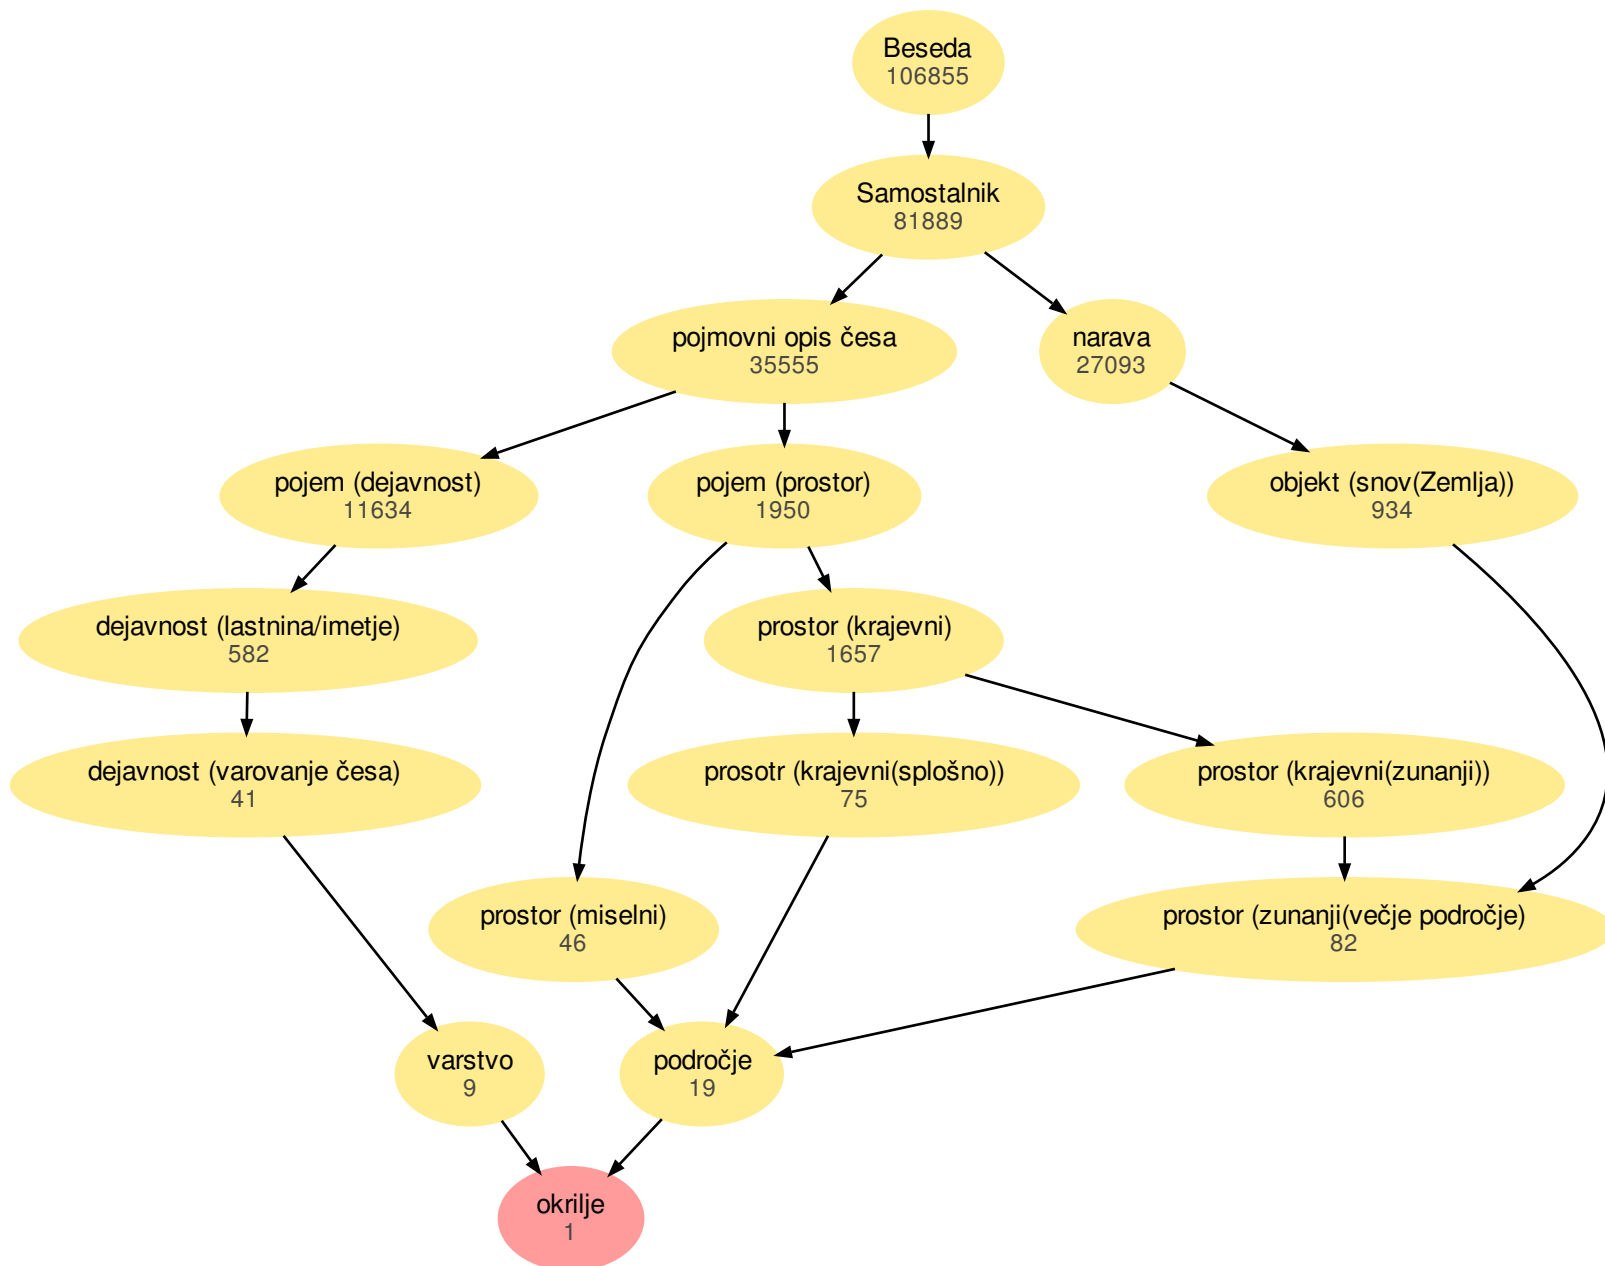 Beseda
106855
Samostalnik
81889
pojmovni opis česa
35555
narava
27093
pojem (dejavnost)
11634
pojem (prostor)
1950
objekt (snov(Zemlja))
934
dejavnost (lastnina/imetje)
582
prostor (krajevni)
1657
dejavnost (varovanje česa)
41
prosotr (krajevni(splošno))
75
prostor (krajevni(zunanji))
606
prostor (miselni)
46
prostor (zunanji(večje področje)
82
varstvo
9
področje
19
okrilje
1